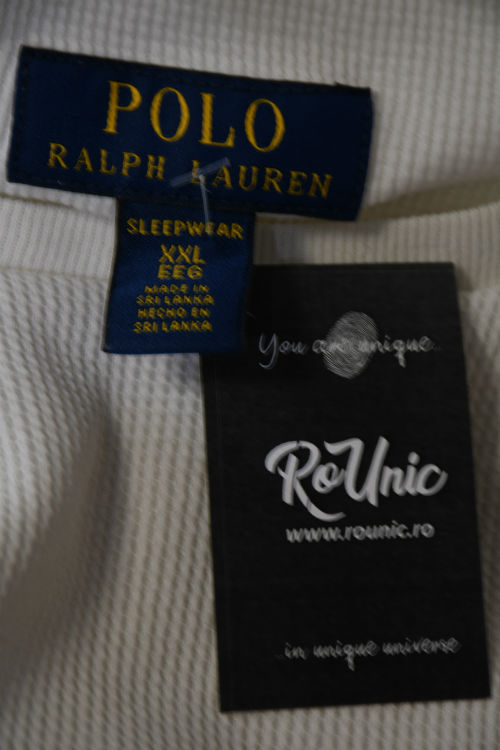 POLO
RALPH LAUREN
SLEEPWEAR
XXL
EEG
MADE IN
SRI LANKA
HECHO EN
SRI LANKA
You are unique..
RoUnic
www.rounic.ro
..in unique universe